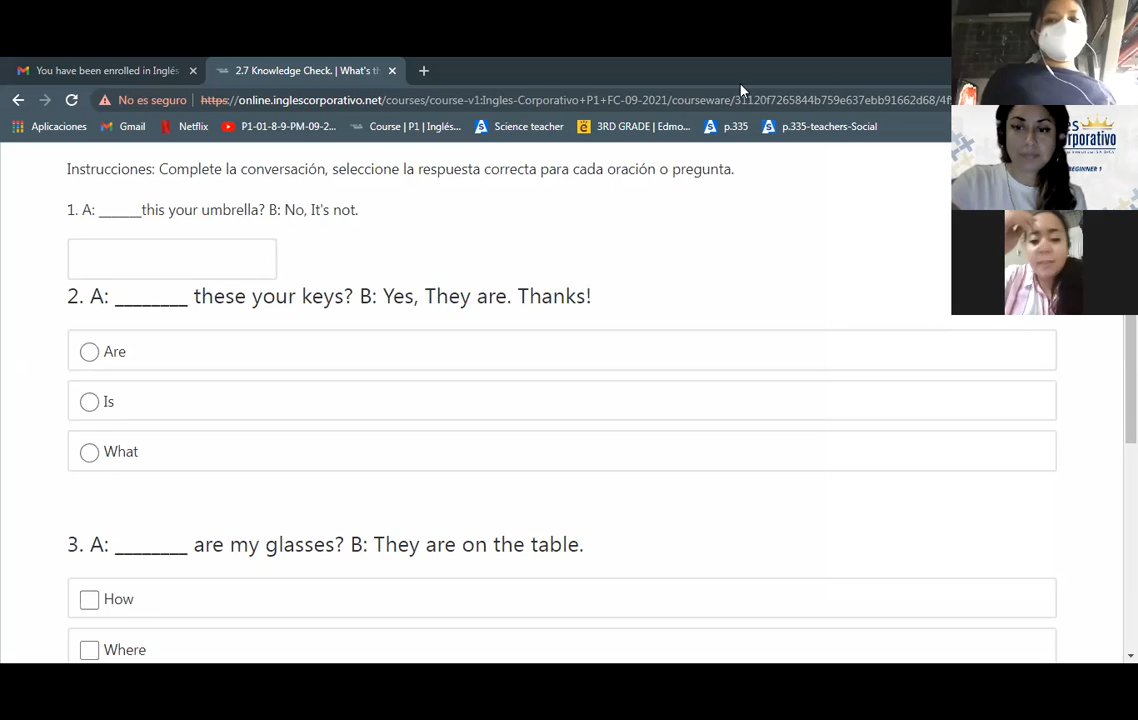 You have been enrolled in Inglés
2.7 Knowledge Check. | What's th
No es seguro
https://online.inglescorporativo.net/courses/course-v1:Ingles-Corporativo+P1+FC-09-2021/courseware/31120f7265844b759e637ebb91662d68/4f
Aplicaciones
Gmail
Netflix
P1-01-8-9-PM-09-2...
Course | P1 | Inglés...
Science teacher
3RD GRADE | Edmo...
p.335
p.335-teachers-Social
es
rporativo
BEGINNER 1
Instrucciones: Complete la conversación, seleccione la respuesta correcta para cada oración o pregunta.
1. A: ______this your umbrella? B: No, It's not.
2. A: ________ these your keys? B: Yes, They are. Thanks!
Are
Is
What
3. A: ________ are my glasses? B: They are on the table.
How
Where